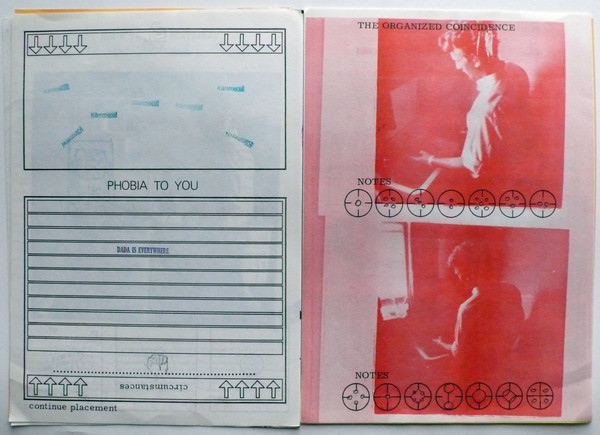 PHOBIA TO YOU
DADA IS EVERYWHERE
circumstances
continue placement
THE ORGANIZED COINCIDENCE
NOTES
NOTES